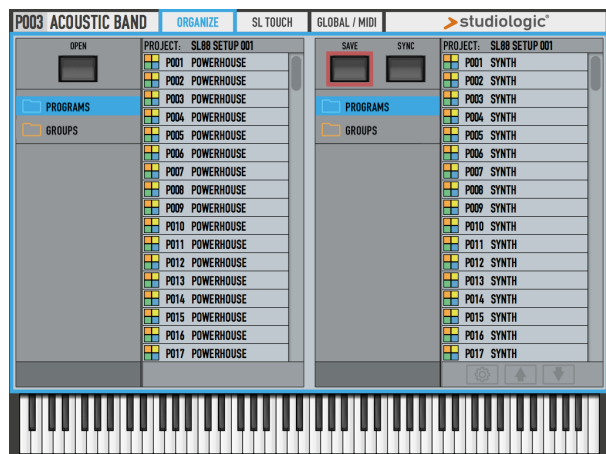 P003 ACOUSTIC BAND
ORGANIZE
SL TOUCH
GLOBAL / MIDI
studiologic®
OPEN
PROGRAMS
GROUPS
PROJECT: SL88 SETUP 001
P001 POWERHOUSE
P002 POWERHOUSE
P003 POWERHOUSE
P004 POWERHOUSE
P005 POWERHOUSE
P006 POWERHOUSE
P007 POWERHOUSE
P008 POWERHOUSE
P009 POWERHOUSE
P010 POWERHOUSE
P011 POWERHOUSE
P012 POWERHOUSE
P013 POWERHOUSE
P014 POWERHOUSE
P015 POWERHOUSE
P016 POWERHOUSE
P017 POWERHOUSE
SAVE
SYNC
PROGRAMS
GROUPS
PROJECT: SL88 SETUP 001
P001 SYNTH
P002 SYNTH
P003 SYNTH
P004 SYNTH
P005 SYNTH
P006 SYNTH
P007 SYNTH
P008 SYNTH
P009 SYNTH
P010 SYNTH
P011 SYNTH
P012 SYNTH
P013 SYNTH
P014 SYNTH
P015 SYNTH
P016 SYNTH
P017 SYNTH